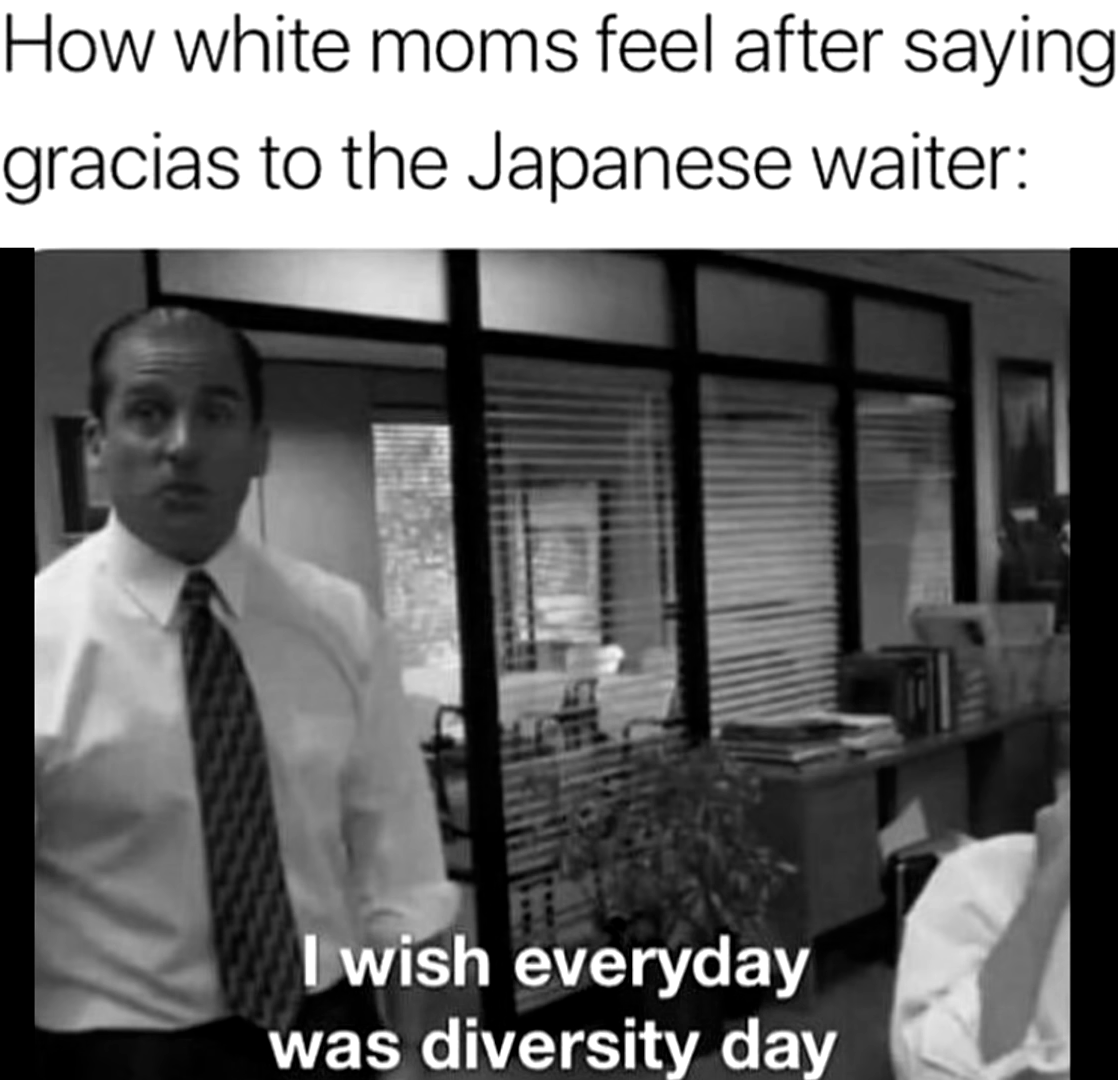 How white moms feel after saying
gracias to the Japanese waiter:
I wish everyday
was diversity day